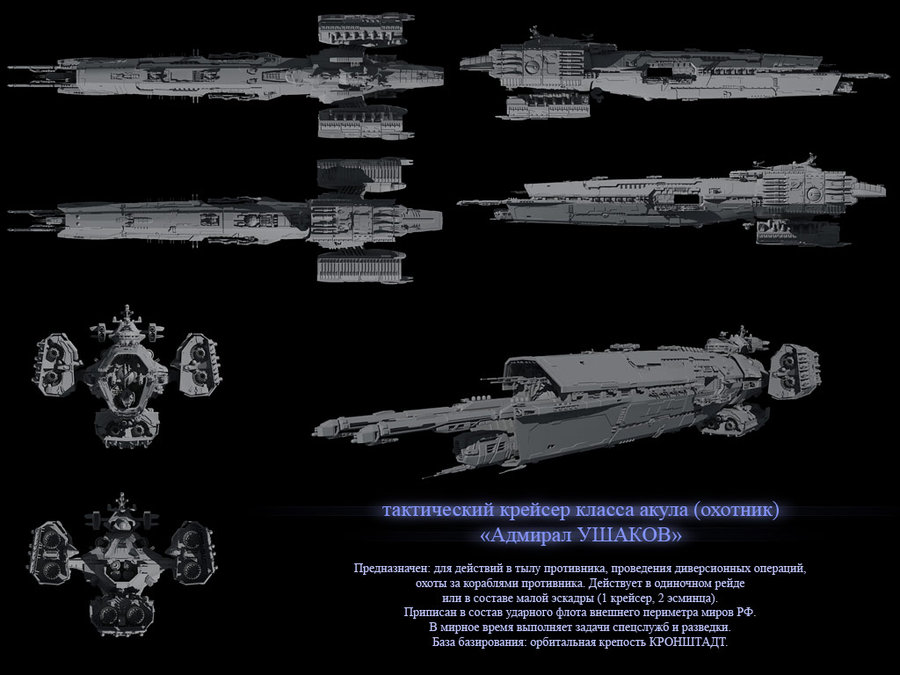 тактический крейсер класса акула (охотник)
«Адмирал УШАКОВ»
Предназначен: для действий в тылу противника, проведения диверсионных операций,
охоты за кораблями противника. Действует в одиночном рейде
или в составе малой эскадры (1 крейсер, 2 эсминца).
Приписан в состав ударного флота внешнего периметра миров РФ.
В мирное время выполняет задачи спецслужб и разведки.
База базирования: орбитальная крепость КРОНШТАДТ.